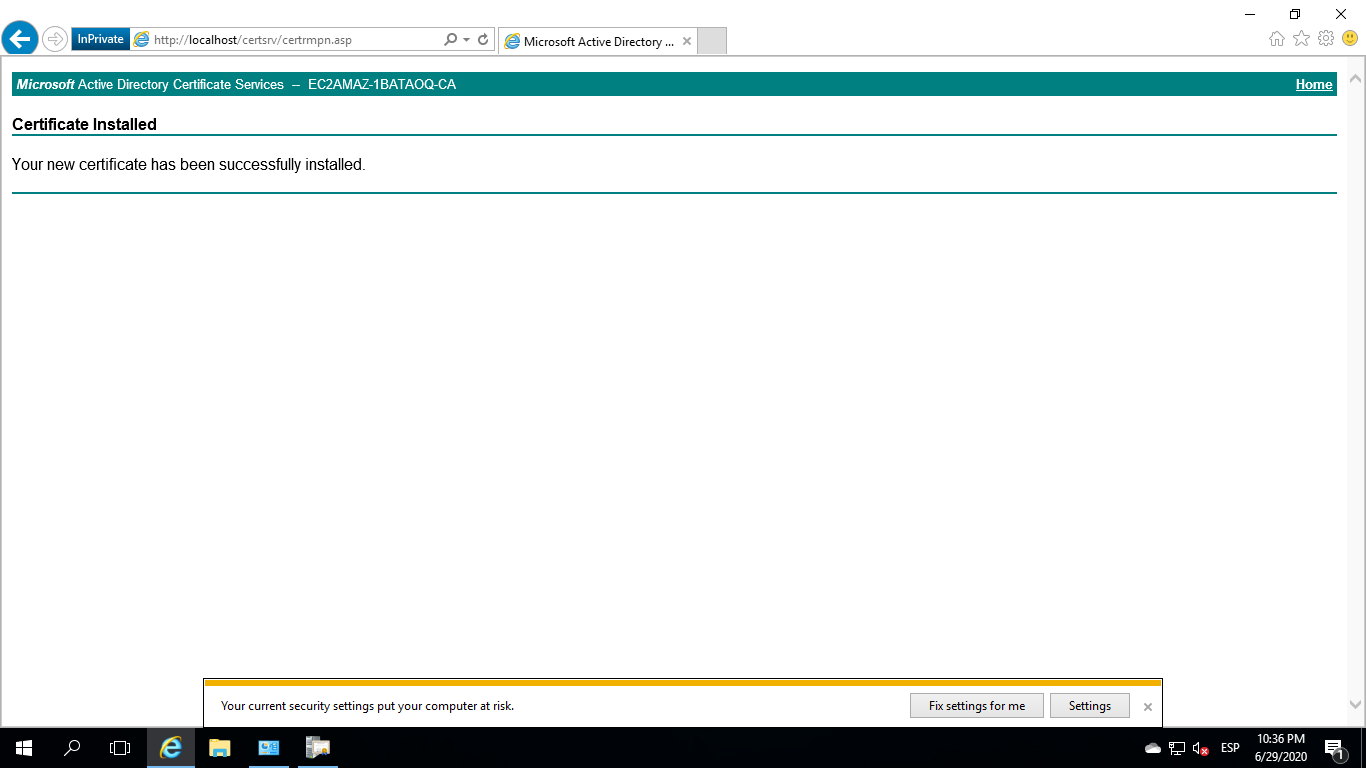 InPrivate
http://localhost/certsrv/certrmpn.asp
Microsoft Active Directory ...
Microsoft Active Directory Certificate Services -- EC2AMAZ-1BATAOQ-CA
Home
Certificate Installed
Your new certificate has been successfully installed.
Your current security settings put your computer at risk.
Fix settings for me
Settings
ESP
10:36 PM
6/29/2020
1